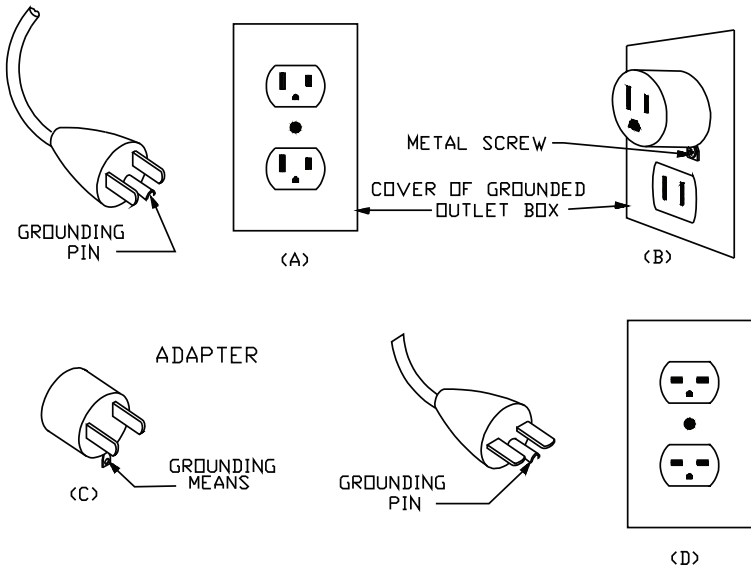 METAL SCREW
COVER OF GROUNDED
OUTLET BOX
GROUNDING
PIN
(A)
(B)
ADAPTER
GROUNDING
MEANS
(C)
GROUNDING
PIN
(D)